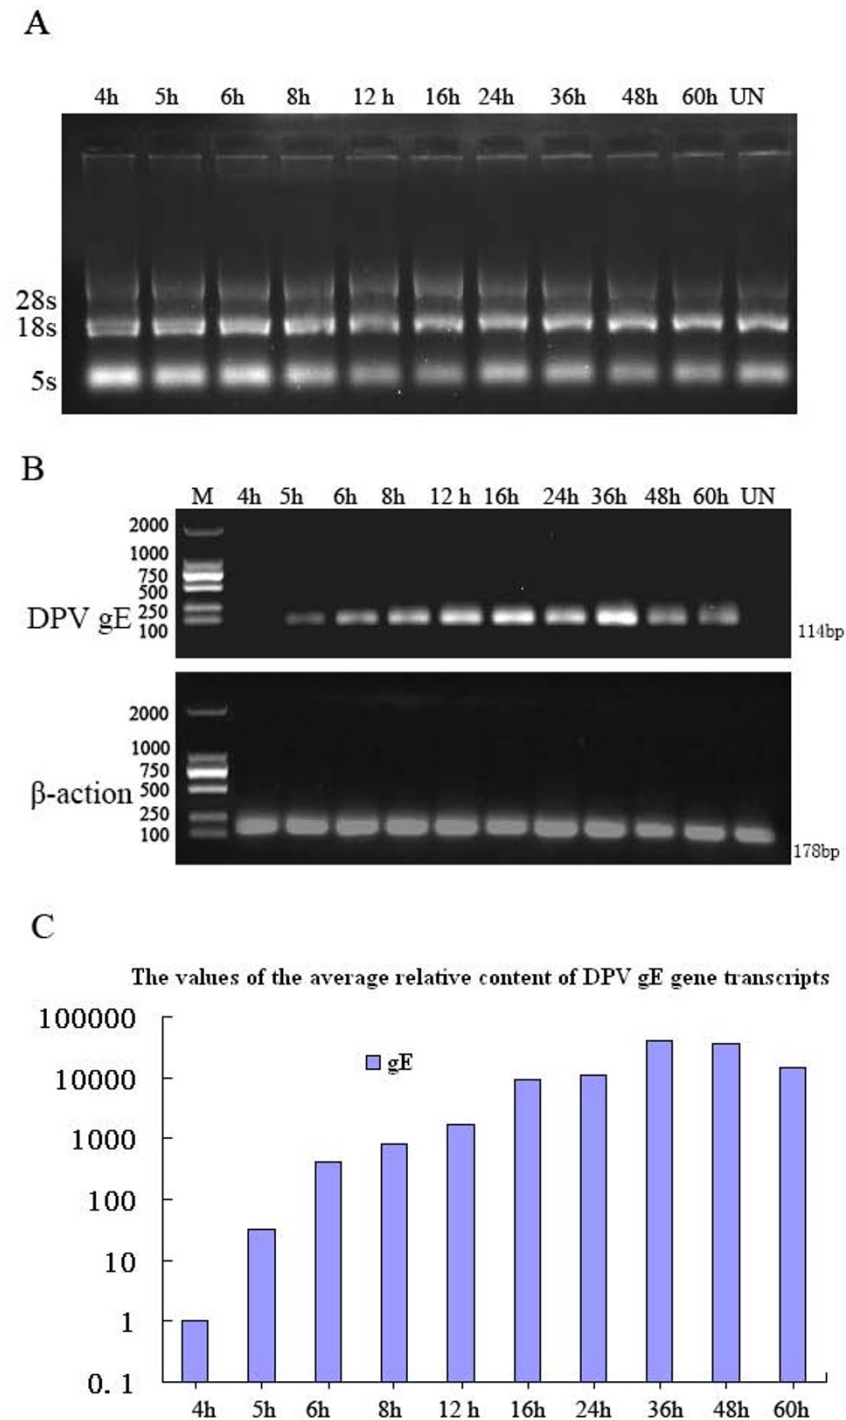 A
4h 5h 6h 8h 12 h 16h 24h 36h 48h 60h UN
28s
18s
5s
B
M 4h 5h 6h 8h 12 h 16h 24h 36h 48h 60h UN
2000
1000
750
500
250
100
DPV gE
114bp
2000
1000
750
500
250
100
β-action
178bp
C
The values of the average relative content of DPV gE gene transcripts
gE
100000
10000
1000
100
10
1
0.1
4h 5h 6h 8h 12 h 16h 24h 36h 48h 60h